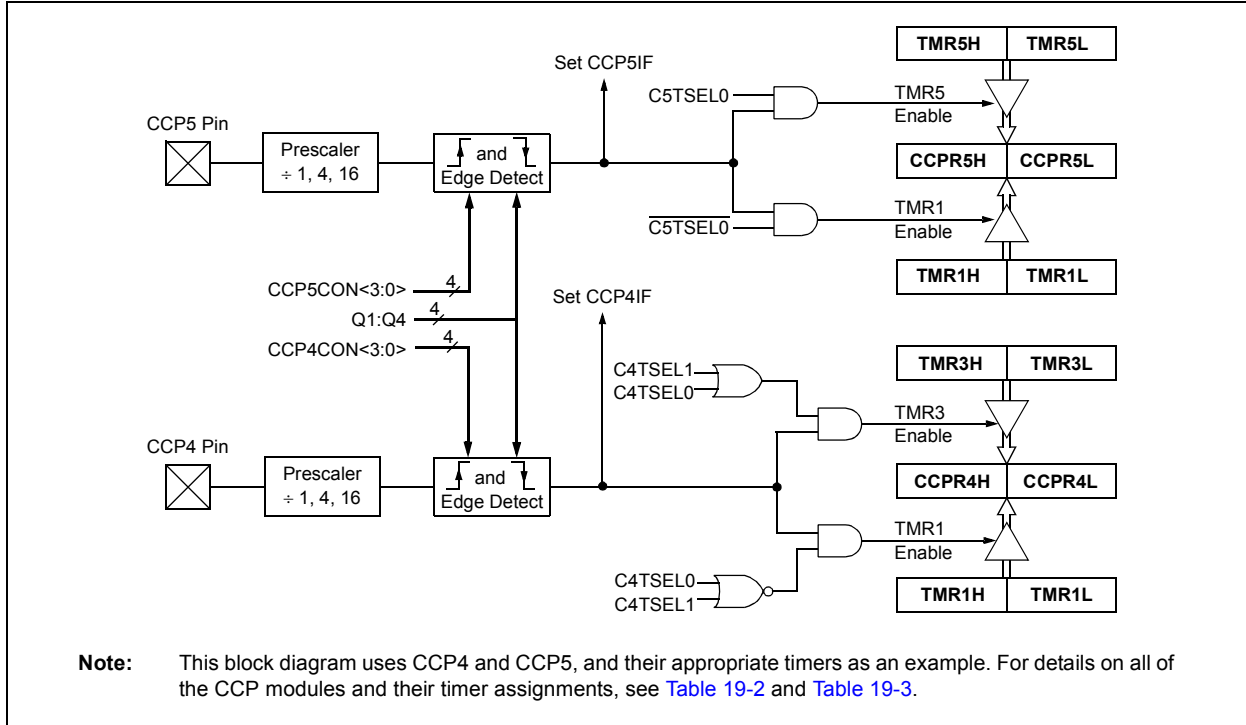 TMR5H TMR5L
Set CCP5IF
C5TSEL0
TMR5
Enable
CCP5 Pin
Prescaler
÷ 1, 4, 16
and
Edge Detect
CCPR5H CCPR5L
TMR1
Enable
C5TSEL0
TMR1H TMR1L
CCP5CON<3:0> 4
Q1:Q4 4
CCP4CON<3:0> 4
Set CCP4IF
TMR3H TMR3L
C4TSEL1
C4TSEL0
TMR3
Enable
CCP4 Pin
Prescaler
÷ 1, 4, 16
and
Edge Detect
CCPR4H CCPR4L
TMR1
Enable
C4TSEL0
C4TSEL1
TMR1H TMR1L
Note: This block diagram uses CCP4 and CCP5, and their appropriate timers as an example. For details on all of
the CCP modules and their timer assignments, see Table 19-2 and Table 19-3.